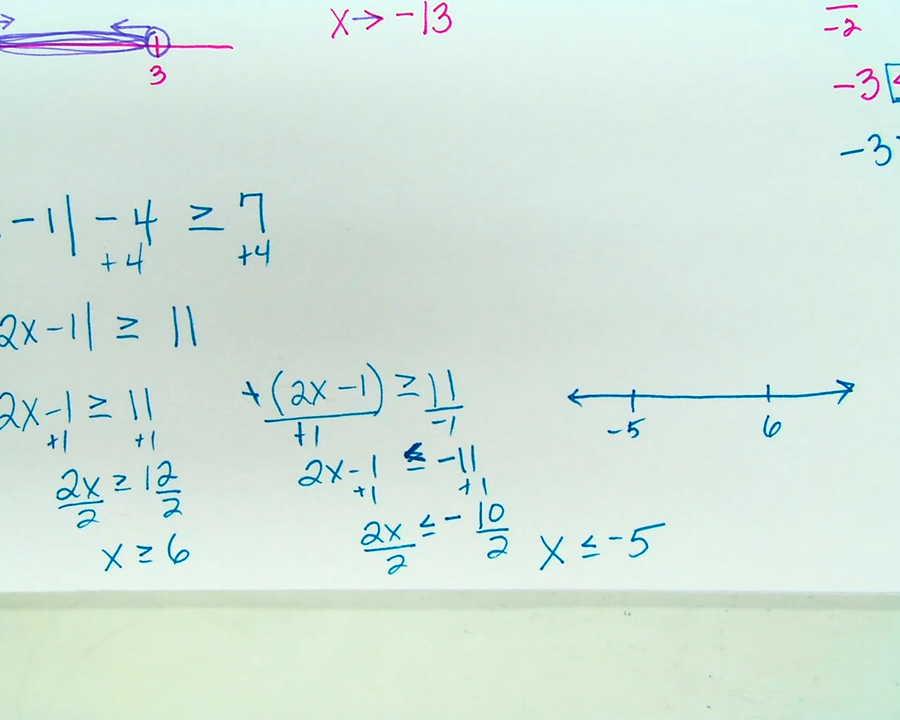 3
x → -13
-2
-3
-3
-1| - 4 ≥ 7
+4 +4
2x-1| ≥ 11
2x-1 ≥ 11
+1 +1
2x/2 ≥ 12/2
x ≥ 6
+(2x-1) ≥ 11
+1 -1
2x-1 ≤ -11
+1 +1
2x/2 ≤ -10/2
x ≤ -5
-5 6